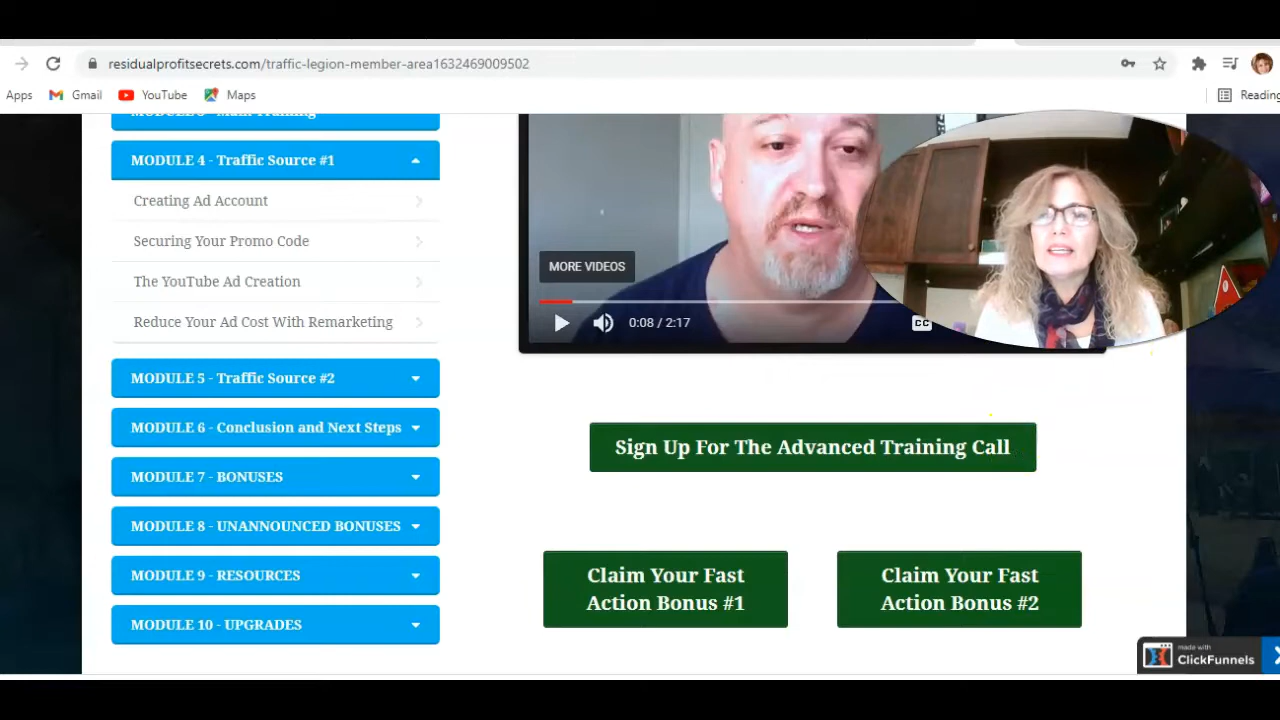 residualprofitsecrets.com/traffic-legion-member-area1632469009502
Apps Gmail YouTube Maps Reading
MODULE 3 - Main Training
MODULE 4 - Traffic Source #1
Creating Ad Account
Securing Your Promo Code
The YouTube Ad Creation
Reduce Your Ad Cost With Remarketing
MODULE 5 - Traffic Source #2
MODULE 6 - Conclusion and Next Steps
MODULE 7 - BONUSES
MODULE 8 - UNANNOUNCED BONUSES
MODULE 9 - RESOURCES
MODULE 10 - UPGRADES
MORE VIDEOS
0:08 / 2:17
CC
Sign Up For The Advanced Training Call
Claim Your Fast
Action Bonus #1
Claim Your Fast
Action Bonus #2
made with
ClickFunnels